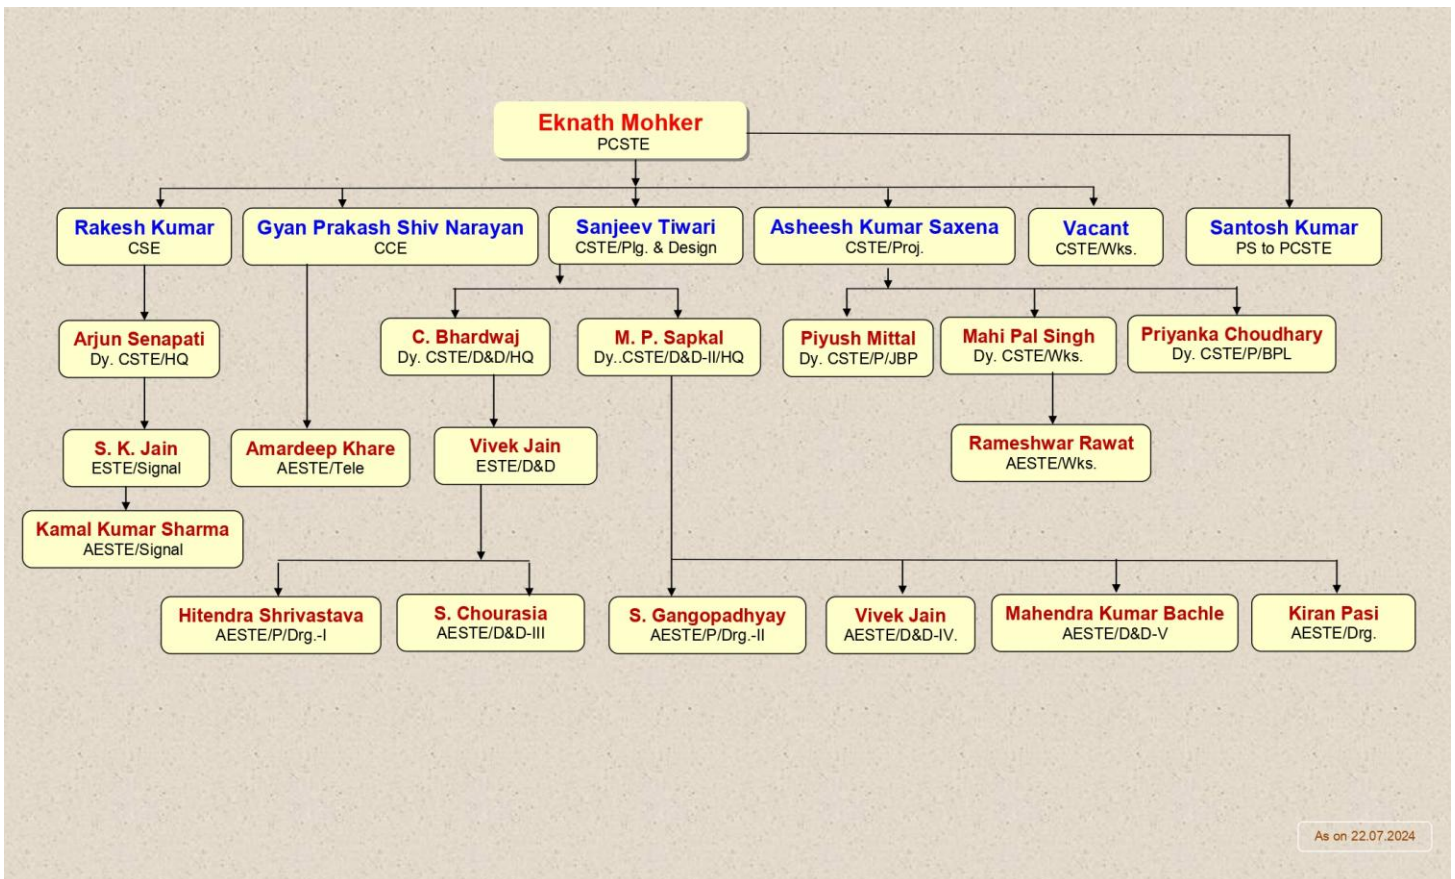 Eknath Mohker
PCSTE
Rakesh Kumar
CSE
Gyan Prakash Shiv Narayan
CCE
Sanjeev Tiwari
CSTE/Plg. & Design
Asheesh Kumar Saxena
CSTE/Proj.
Vacant
CSTE/Wks.
Santosh Kumar
PS to PCSTE
Arjun Senapati
Dy. CSTE/HQ
C. Bhardwaj
Dy. CSTE/D&D/HQ
M. P. Sapkal
Dy..CSTE/D&D-II/HQ
Piyush Mittal
Dy. CSTE/P/JBP
Mahi Pal Singh
Dy. CSTE/Wks.
Priyanka Choudhary
Dy. CSTE/P/BPL
S. K. Jain
ESTE/Signal
Amardeep Khare
AESTE/Tele
Vivek Jain
ESTE/D&D
Rameshwar Rawat
AESTE/Wks.
Kamal Kumar Sharma
AESTE/Signal
Hitendra Shrivastava
AESTE/P/Drg.-I
S. Chourasia
AESTE/D&D-III
S. Gangopadhyay
AESTE/P/Drg.-II
Vivek Jain
AESTE/D&D-IV.
Mahendra Kumar Bachle
AESTE/D&D-V
Kiran Pasi
AESTE/Drg.
As on 22.07.2024